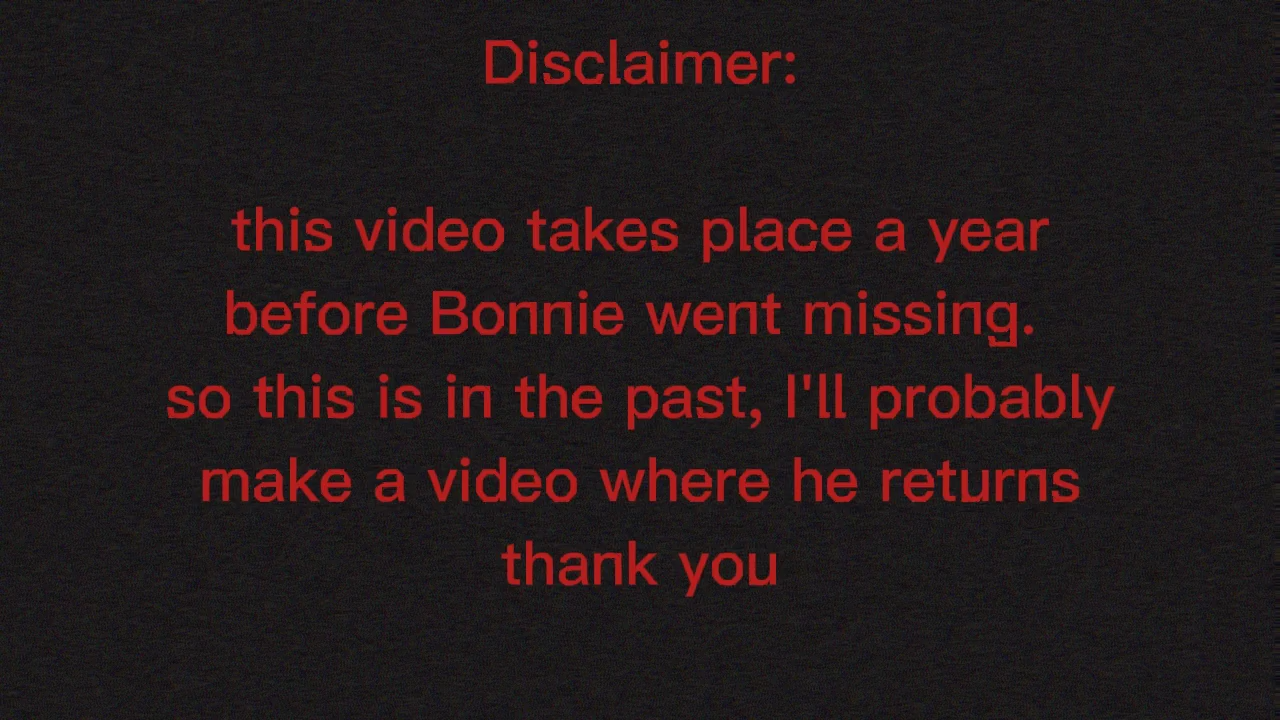 Disclaimer:
this video takes place a year
before Bonnie went missing.
so this is in the past, I'll probably
make a video where he returns
thank you